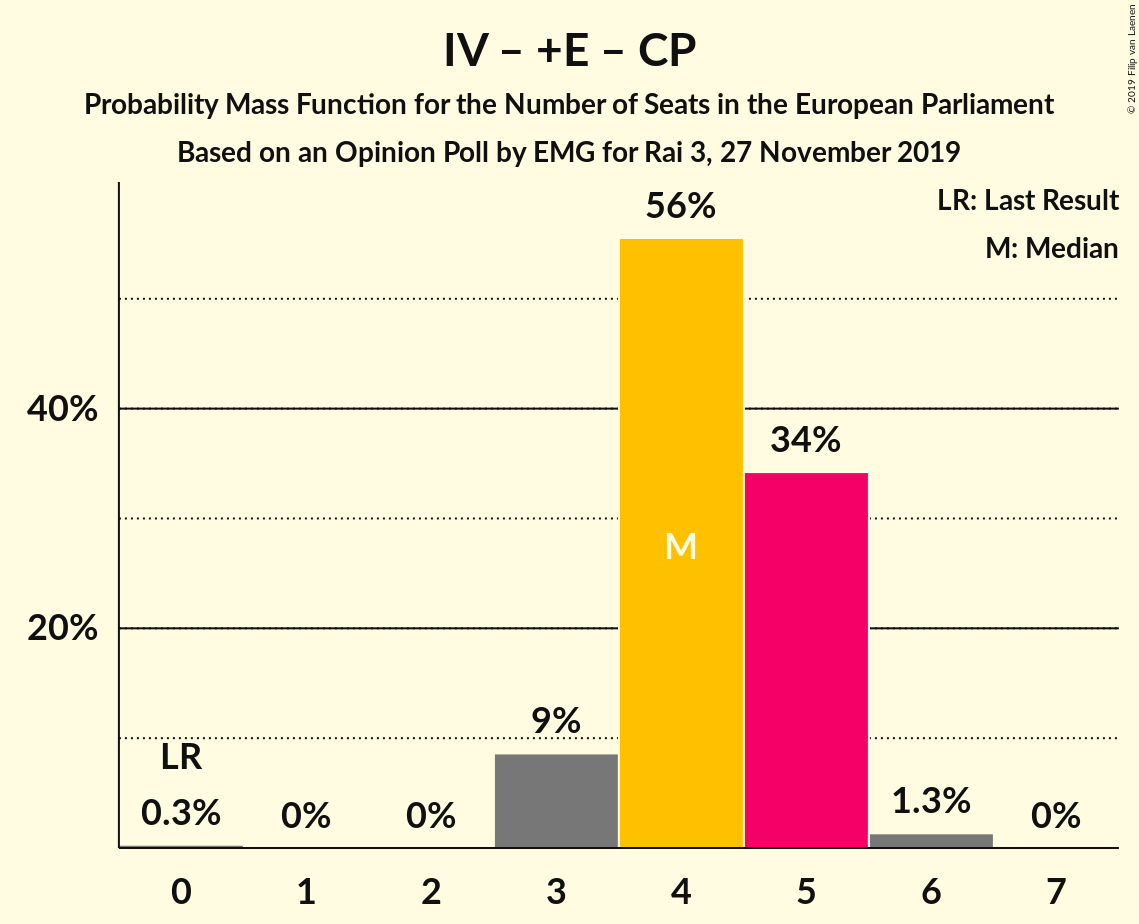 IV – +E – CP
Probability Mass Function for the Number of Seats in the European Parliament
Based on an Opinion Poll by EMG for Rai 3, 27 November 2019
© 2019 Filip van Laenen
LR: Last Result
M: Median
56%
40%
34%
M
20%
9%
LR
0.3%
0%
0%
1.3%
0%
0 1 2 3 4 5 6 7